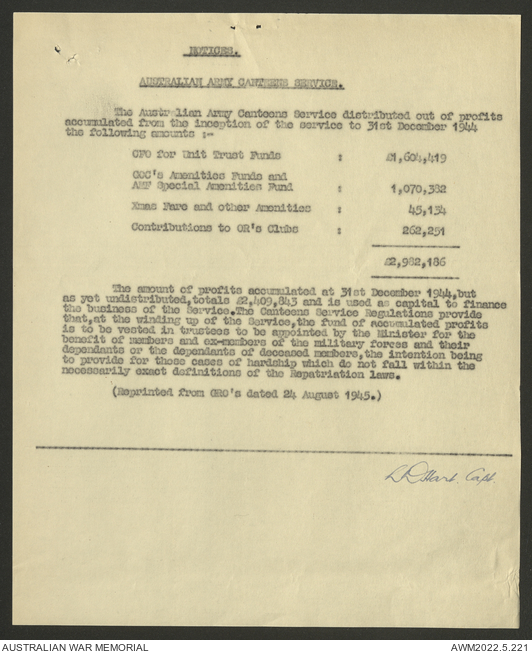 NOTICES.
AUSTRALIAN ARMY CANTEENS SERVICE.
The Australian Army Canteens Service distributed out of profits
accumulated from the inception of the service to 31st December 1944
the following amounts :-
CFO for Unit Trust Funds : £1,604,419
GOC's Amenities Funds and
AMF Special Amenities Fund : 1,070,382
Xmas Fare and other Amenities : 45,134
Contributions to OR's Clubs : 262,251
£2,982,186
The amount of profits accumulated at 31st December 1944,but
as yet undistributed,totals £2,409,843 and is used as capital to finance
the business of the Service.The Canteens Service Regulations provide
that,at the winding up of the Service,the fund of accumulated profits
is to be vested in trustees to be appointed by the Minister for the
benefit of members and ex-members of the military forces and their
dependants or the dependants of deceased members,the intention being
to provide for those cases of hardship which do not fall within the
necessarily exact definitions of the Repatriation laws.
(Reprinted from GRO's dated 24 August 1945.)
Hart Capt
AUSTRALIAN WAR MEMORIAL
AWM2022.5.221